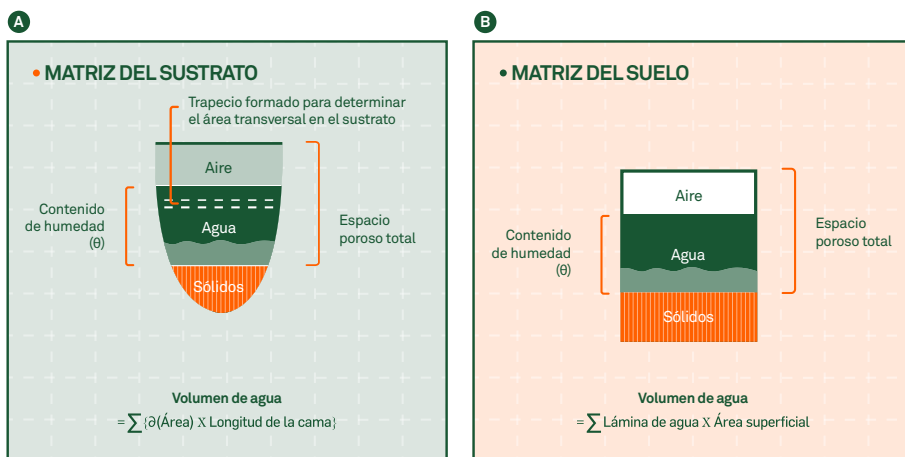 A
• MATRIZ DEL SUSTRATO
Trapecio formado para determinar
el área transversal en el sustrato
Aire
Contenido
de humedad
(θ)
Agua
Espacio
poroso total
Sólidos
Volumen de agua
= ∑ {∂(Área) X Longitud de la cama}
B
• MATRIZ DEL SUELO
Aire
Contenido
de humedad
(θ)
Agua
Espacio
poroso total
Sólidos
Volumen de agua
= ∑ Lámina de agua X Área superficial